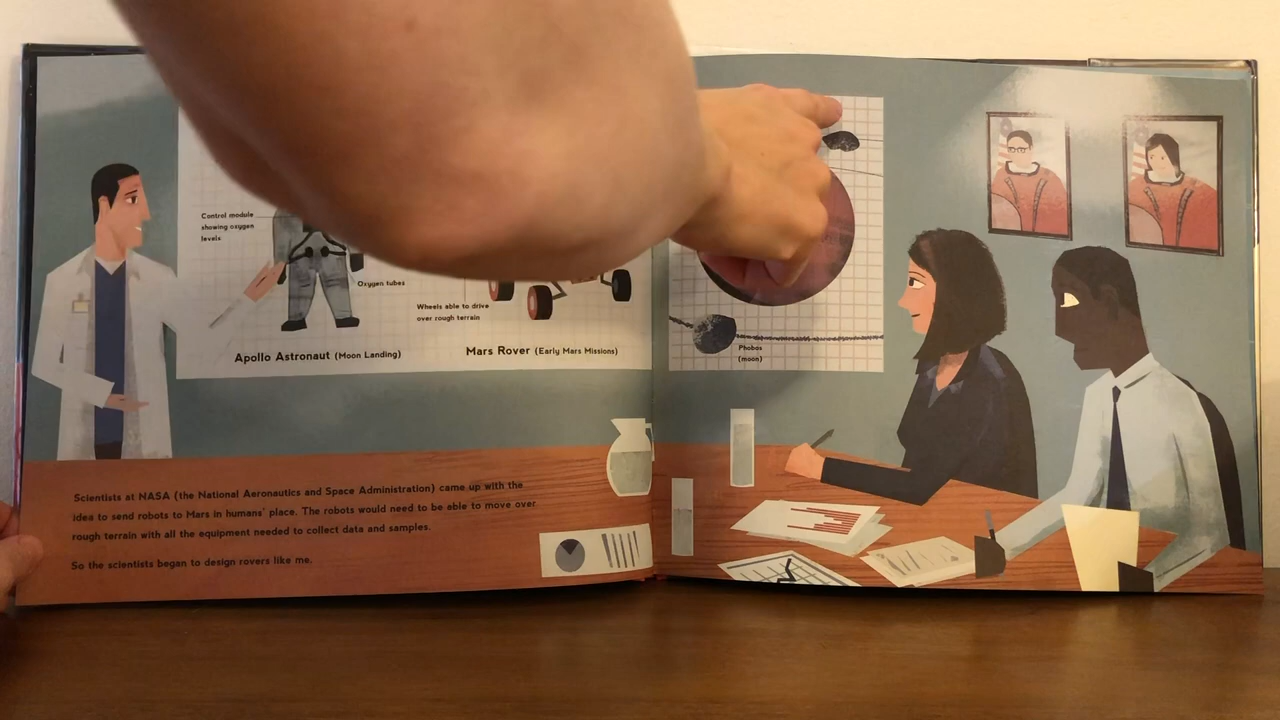 Control module
showing oxygen
levels
Oxygen tubes
Apollo Astronaut (Moon Landing)
Wheels able to drive
over rough terrain
Mars Rover (Early Mars Missions)
Phobos
(moon)
Scientists at NASA (the National Aeronautics and Space Administration) came up with the
idea to send robots to Mars in humans' place. The robots would need to be able to move over
rough terrain with all the equipment needed to collect data and samples.
So the scientists began to design rovers like me.